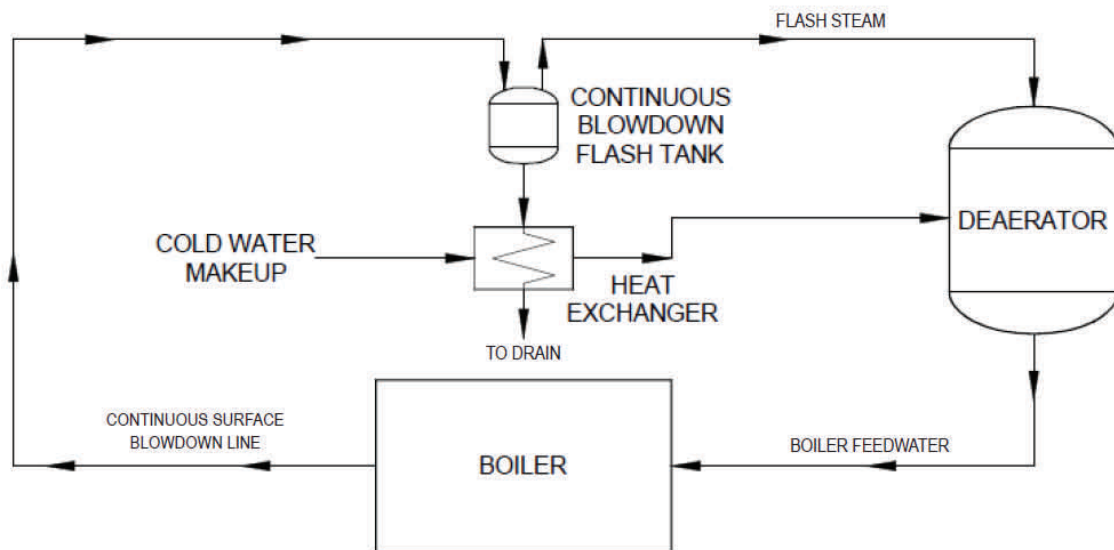 FLASH STEAM
CONTINUOUS
BLOWDOWN
FLASH TANK
DEAERATOR
COLD WATER
MAKEUP
HEAT
EXCHANGER
TO DRAIN
CONTINUOUS SURFACE
BLOWDOWN LINE
BOILER
BOILER FEEDWATER